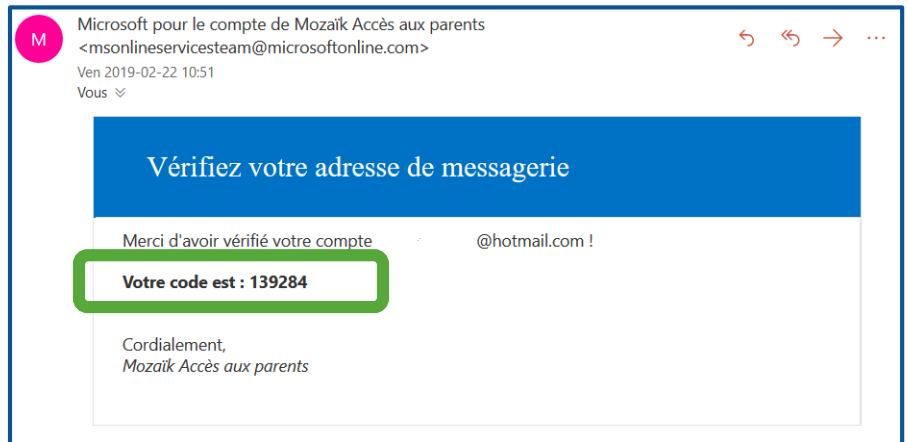 M
Microsoft pour le compte de Mozaïk Accès aux parents
<msonlineservicesteam@microsoftonline.com>
Ven 2019-02-22 10:51
Vous
Vérifiez votre adresse de messagerie
Merci d'avoir vérifié votre compte @hotmail.com !
Votre code est : 139284
Cordialement,
Mozaïk Accès aux parents